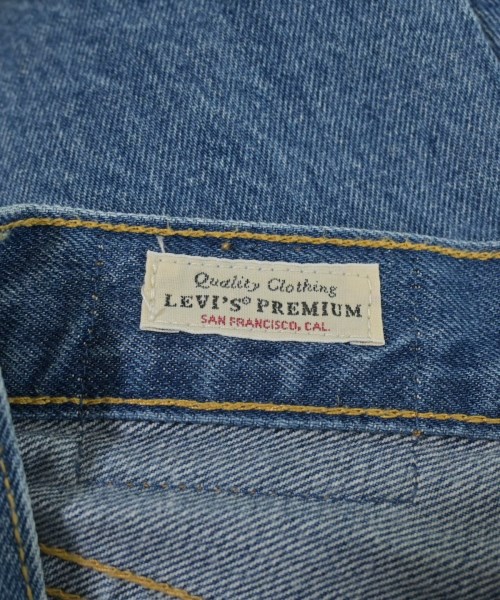 Quality Clothing
LEVI'S® PREMIUM
SAN FRANCISCO, CAL.